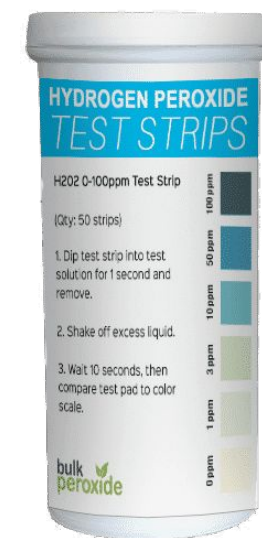 HYDROGEN PEROXIDE
TEST STRIPS
H2O2 0-100ppm Test Strip
(Qty: 50 strips)
1. Dip test strip into test
solution for 1 second and
remove.
2. Shake off excess liquid.
3. Wait 10 seconds, then
compare test pad to color
scale.
100 ppm
50 ppm
10 ppm
3 ppm
1 ppm
0 ppm
bulk
peroxide